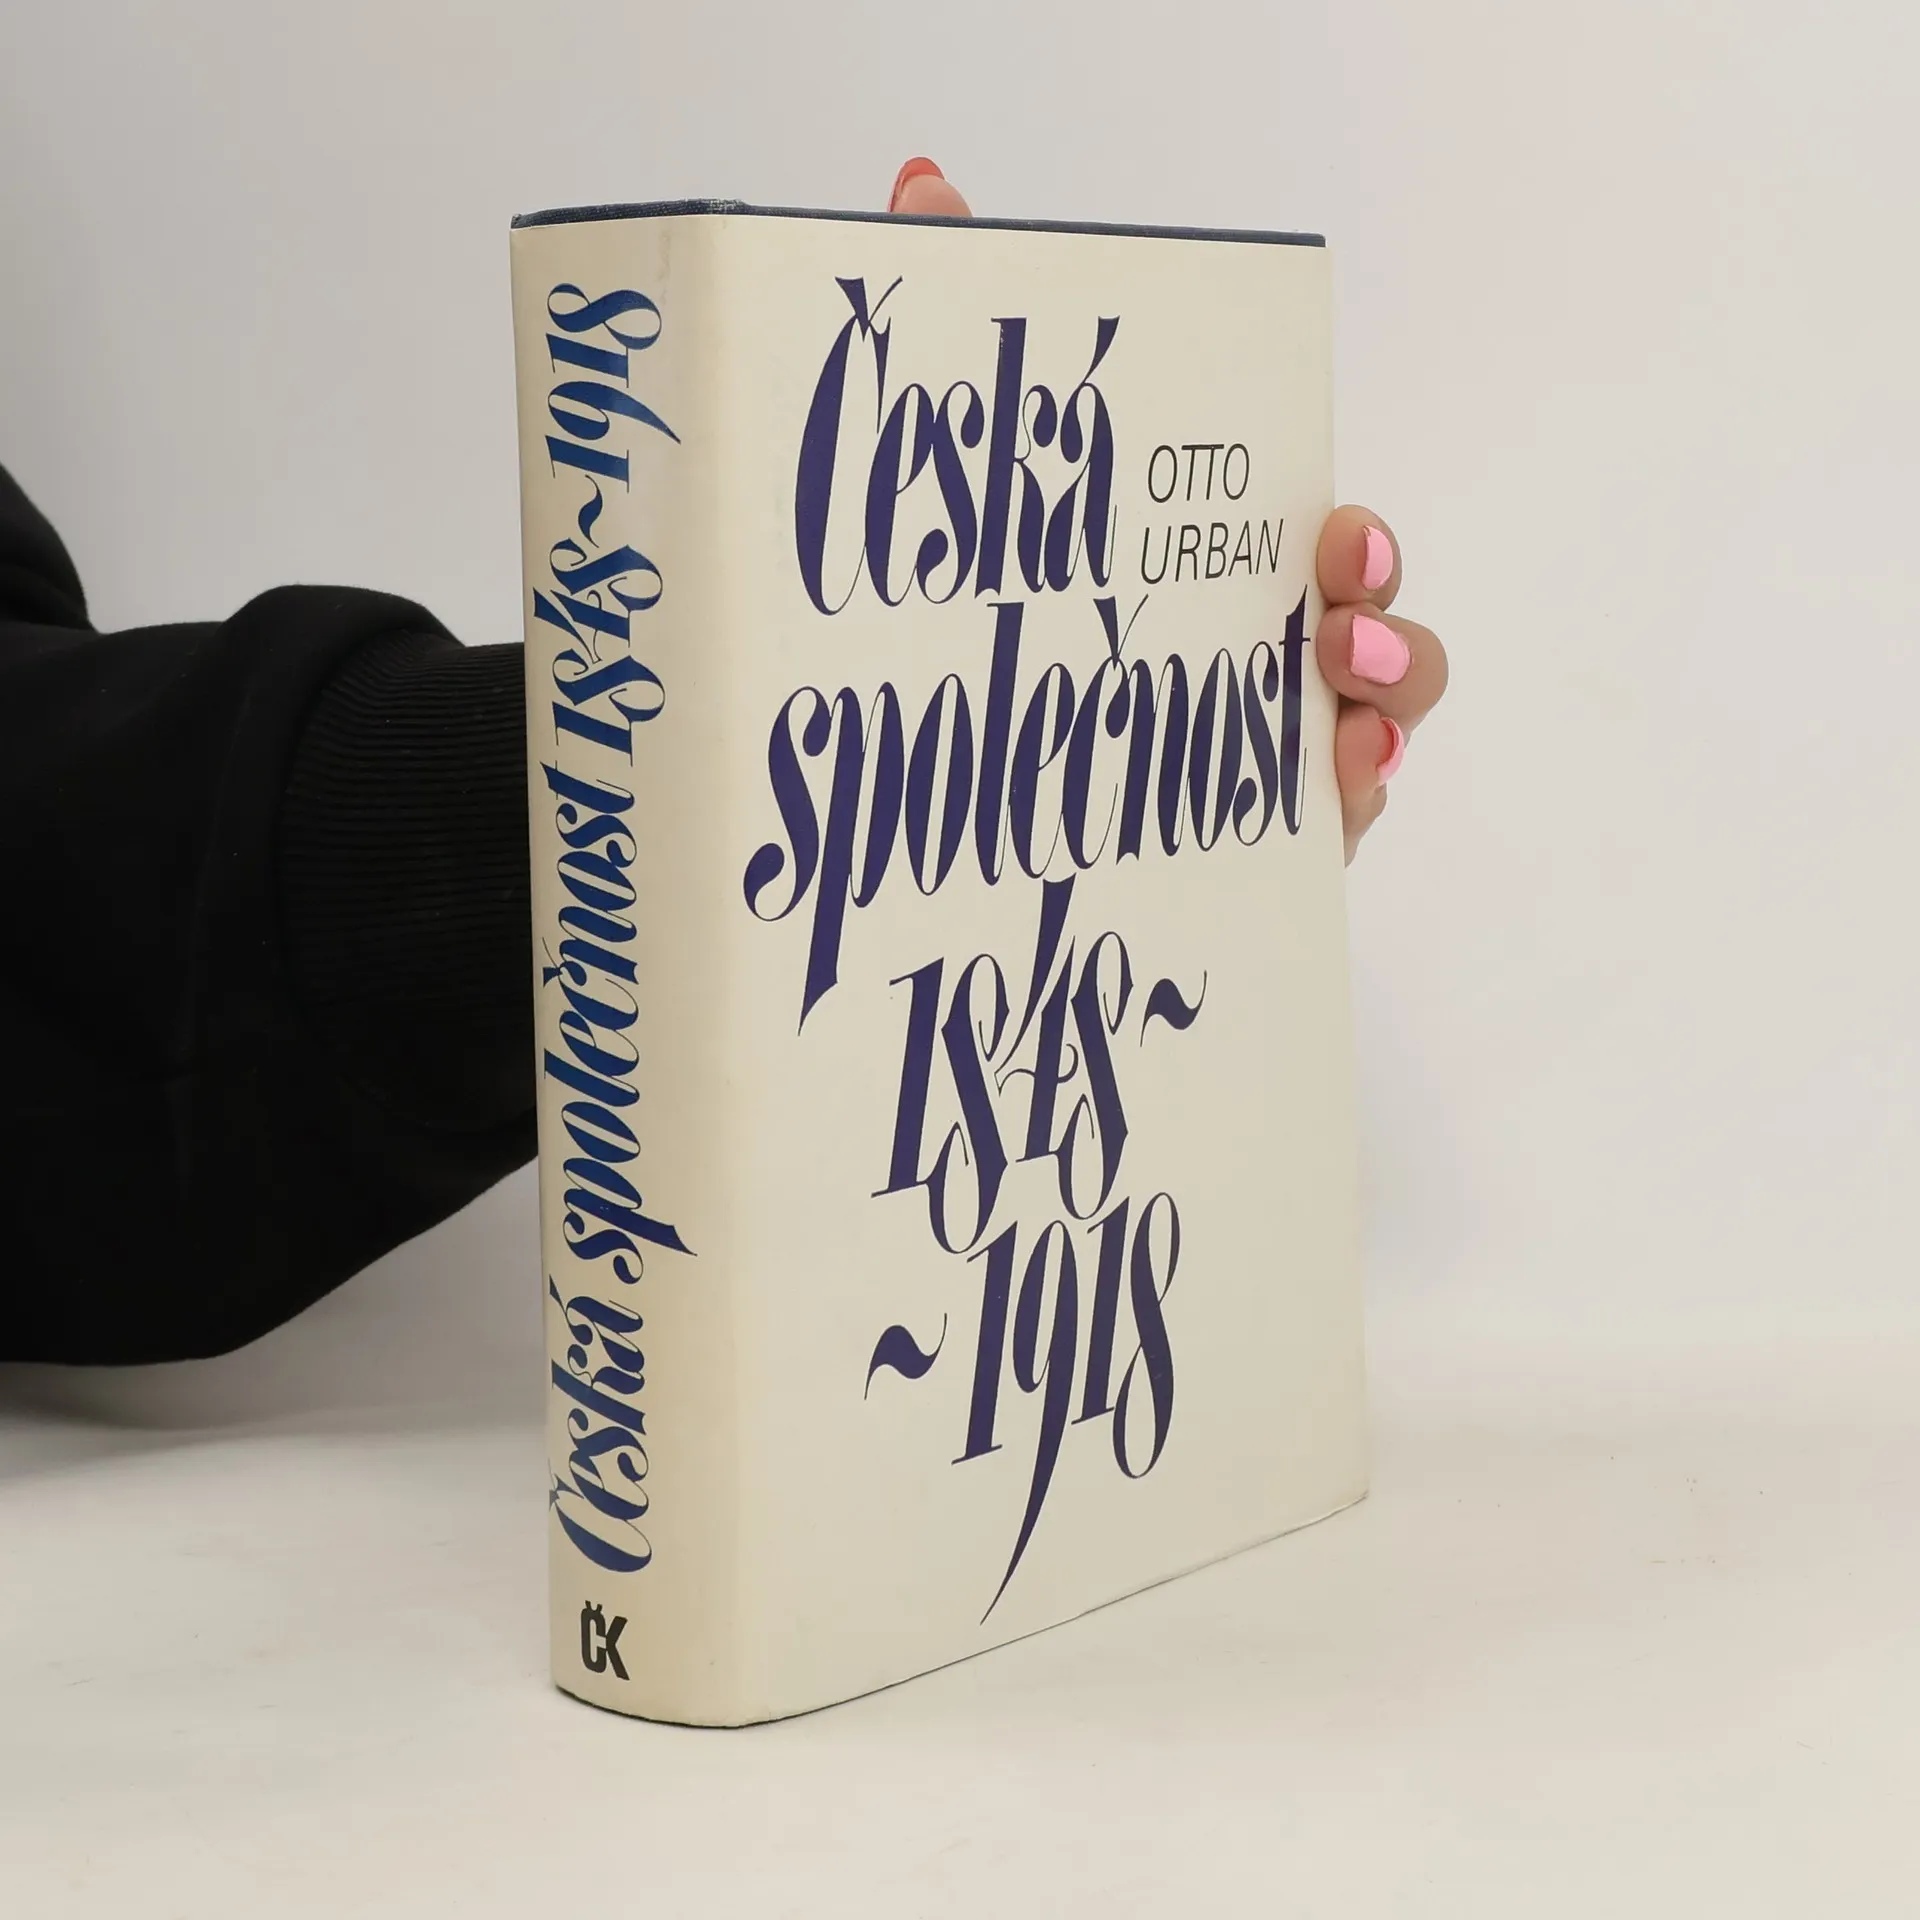 Česká společnost 1848~1918
ČK
Česká
OTTO
URBAN
společnost
1848~
~1918